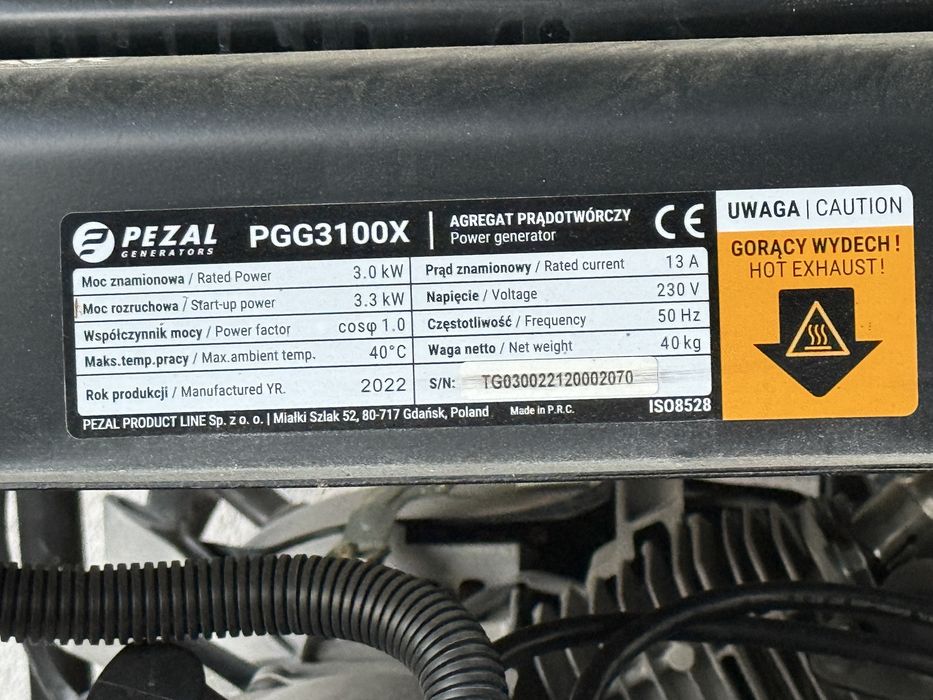 PEZAL
GENERATORS
PGG3100X
AGREGAT PRĄDOTWÓRCZY
Power generator
CE
Moc znamionowa / Rated Power 3.0 kW
Moc rozruchowa / Start-up power 3.3 kW
Współczynnik mocy / Power factor cosφ 1.0
Maks.temp.pracy / Max.ambient temp. 40°C
Rok produkcji / Manufactured YR. 2022
Prąd znamionowy / Rated current 13 A
Napięcie / Voltage 230 V
Częstotliwość / Frequency 50 Hz
Waga netto / Net weight 40 kg
S/N: TG030022120002070
PEZAL PRODUCT LINE Sp. z o. o. | Miałki Szlak 52, 80-717 Gdańsk, Poland Made in P.R.C. ISO8528
UWAGA | CAUTION
GORĄCY WYDECH !
HOT EXHAUST !